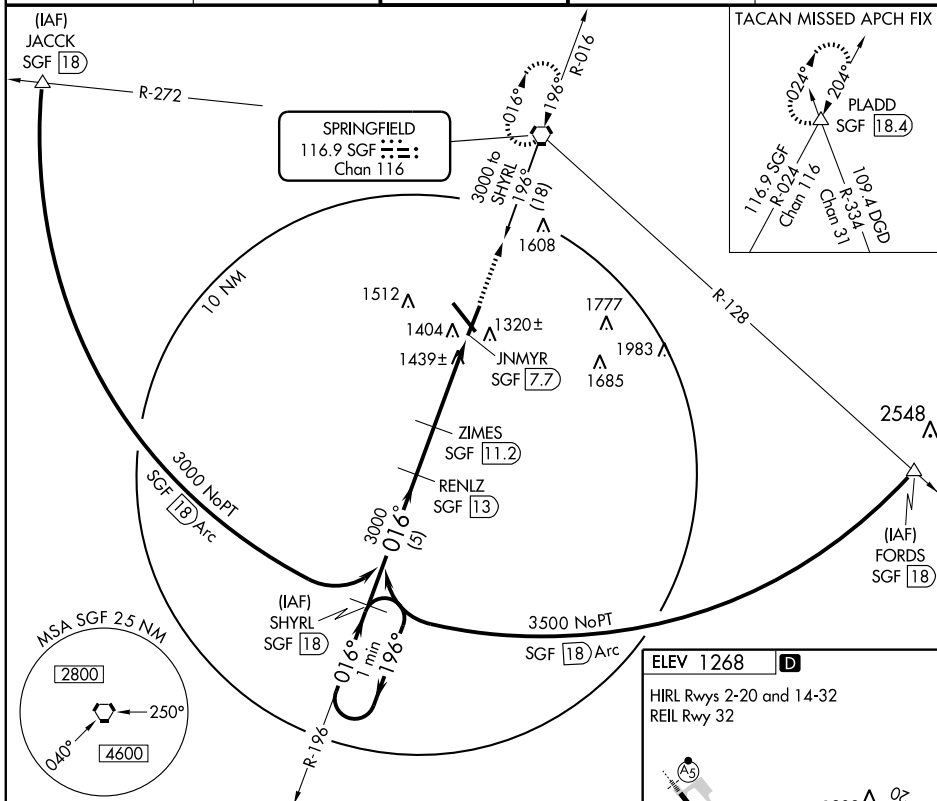 (IAF)
JACCK
SGF 18
R-272
SPRINGFIELD
116.9 SGF
Chan 116
016°
196°
R-016
3000 to
SHYRL
196°
(18)
TACAN MISSED APCH FIX
024°
204°
PLADD
SGF 18.4
116.9 SGF
R-024
Chan 116
109.4 DGD
R-334
Chan 31
1608
10 NM
1512
1404
1439±
1320±
1777
1983
1685
JNMYR
SGF 7.7
R-128
2548
ZIMES
SGF 11.2
RENLZ
SGF 13
3000 NoPT
SGF 18 Arc
3000
016°
(5)
(IAF)
FORDS
SGF 18
(IAF)
SHYRL
SGF 18
016°
1 min
196°
3500 NoPT
SGF 18 Arc
R-196
MSA SGF 25 NM
2800
250°
040°
4600
ELEV 1268 D
HIRL Rwys 2-20 and 14-32
REIL Rwy 32
A5